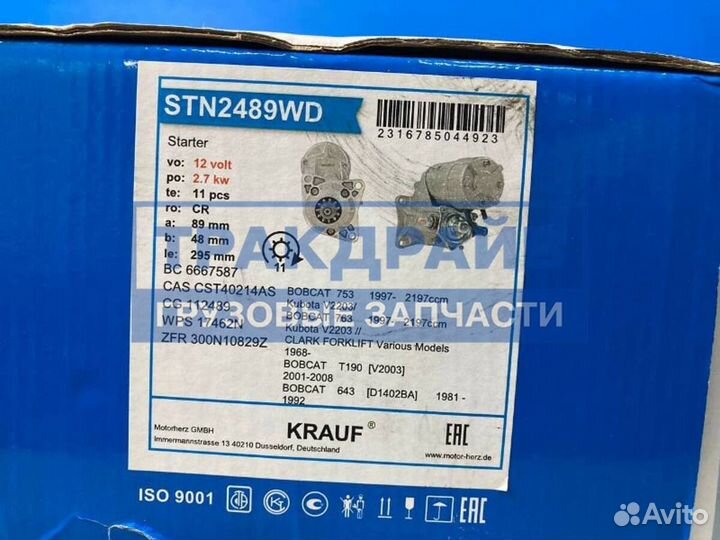 STN2489WD
2316785044923
Starter
vo: 12 volt
po: 2.7 kw
te: 11 pcs
ro: CR
a: 89 mm
b: 48 mm
le: 295 mm
11
BC 6667587
CAS CST40214AS
CG 112489
WPS 17462N
ZFR 300N10829Z
BOBCAT 753 1997- 2197ccm
Kubota V2203/
BOBCAT 763 1997- 2197ccm
Kubota V2203 //
CLARK FORKLIFT Various Models
1968-
BOBCAT T190 [V2003]
2001-2008
BOBCAT 643 [D1402BA] 1981-
1992
ТРАКДРАЙ
ГРУЗОВЫЕ ЗАПЧАСТИ
Motorherz GMBH
Immermannstrasse 13 40210 Dusseldorf, Deutschland
KRAUF ®
EAC
www.motor-herz.com
ISO 9001
EAC
Avito